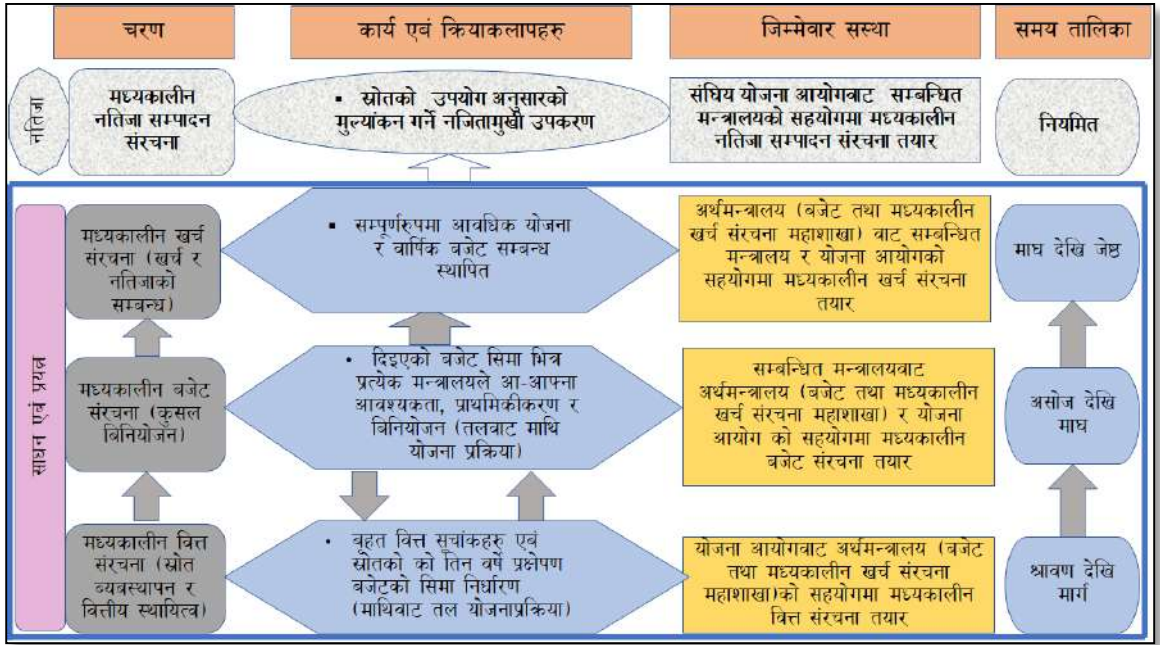 चरण
कार्य एबं क्रियाकलापहरु
जिम्मेवार सस्था
समय तालिका
नतिजा
मध्यकालीन
नतिजा सम्पादन
संरचना
▪ स्रोतको उपयोग अनुसारको
मुल्यांकन गर्ने नजितामुखी उपकरण
संघिय योजना आयोगवाट सम्बन्धित
मन्त्रालयको सहयोगमा मध्यकालीन
नतिजा सम्पादन संरचना तयार
नियमित
साधन एबं प्रयत्न
मध्यकालीन खर्च
संरचना (खर्च र
नतिजाको
सम्बन्ध)
▪ सम्पूर्णरुपमा आवधिक योजना
र वार्षिक बजेट सम्बन्ध
स्थापित
अर्थमन्त्रालय (बजेट तथा मध्यकालीन
खर्च संरचना महाशाखा) वाट सम्बन्धित
मन्त्रालय र योजना आयोगको
सहयोगमा मध्यकालीन खर्च संरचना
तयार
माघ देखि जेष्ठ
मध्यकालीन बजेट
संरचना (कुसल
बिनियोजन)
• दिइएको बजेट सिमा भित्र
प्रत्येक मन्त्रालयले आ-आफ्ना
आवश्यकता, प्राथमिकीकरण र
बिनियोजन (तलवाट माथि
योजना प्रक्रिया)
सम्बन्धित मन्त्रालयवाट
अर्थमन्त्रालय (बजेट तथा मध्यकालीन
खर्च संरचना महाशाखा) र योजना
आयोग को सहयोगमा मध्यकालीन
बजेट संरचना तयार
असोज देखि
माघ
मध्यकालीन वित्त
संरचना (स्रोत
ब्यवस्थापन र
वित्तीय स्थायित्व)
• बृहत वित्त सूचांकहरु एबं
स्रोतको को तिन वर्षे प्रक्षेपण
बजेटको सिमा निर्धारण
(माथिवाट तल योजनाप्रक्रिया)
योजना आयोगवाट अर्थमन्त्रालय (बजेट
तथा मध्यकालीन खर्च संरचना
महाशाखा)को सहयोगमा मध्यकालीन
वित्त संरचना तयार
श्रावण देखि
मार्ग